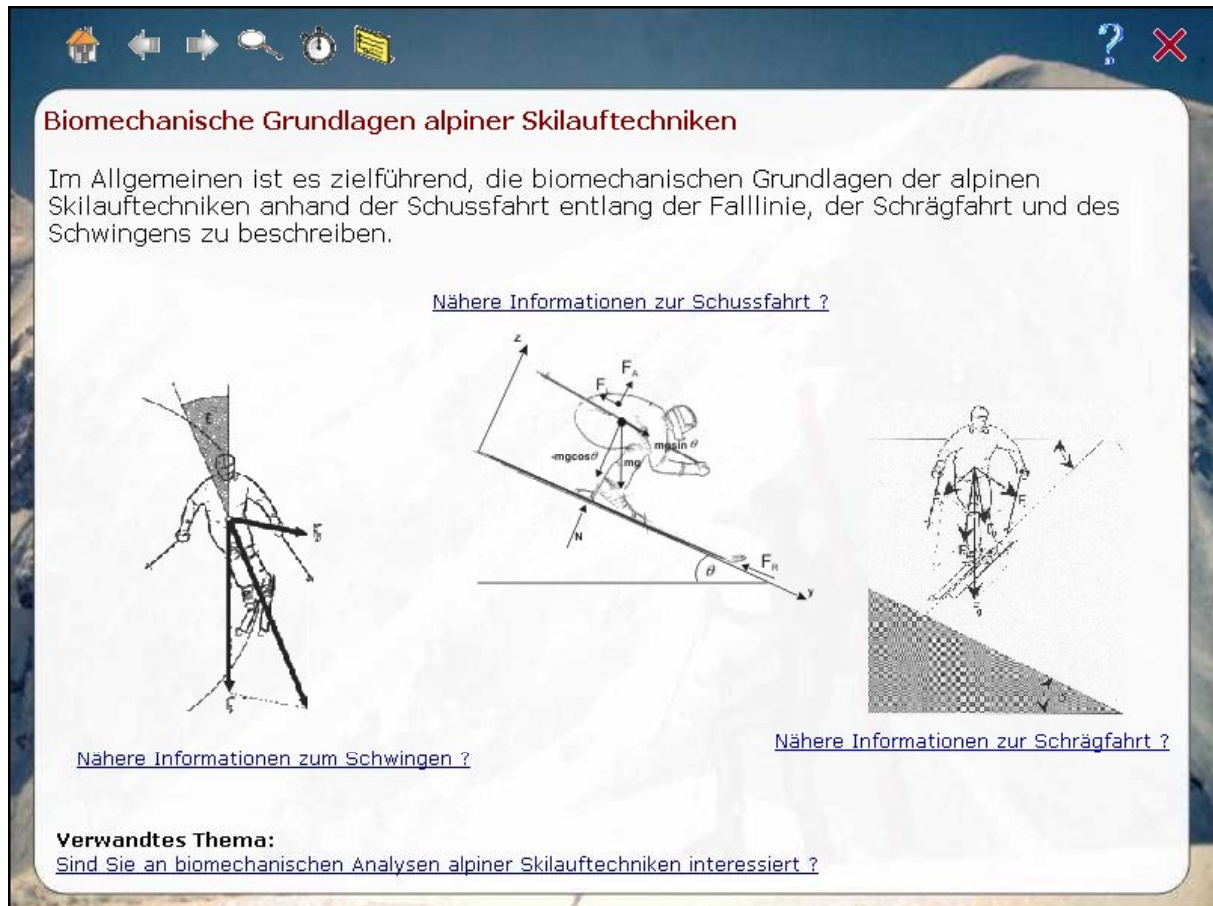 Biomechanische Grundlagen alpiner Skilauftechniken
Im Allgemeinen ist es zielführend, die biomechanischen Grundlagen der alpinen
Skilauftechniken anhand der Schussfahrt entlang der Falllinie, der Schrägfahrt und des
Schwingens zu beschreiben.
Nähere Informationen zur Schussfahrt ?
z
F_A
mgsin θ
-mgcosθ
mg
N
θ
F_R
y
Nähere Informationen zur Schrägfahrt ?
Nähere Informationen zum Schwingen ?
Verwandtes Thema:
Sind Sie an biomechanischen Analysen alpiner Skilauftechniken interessiert ?